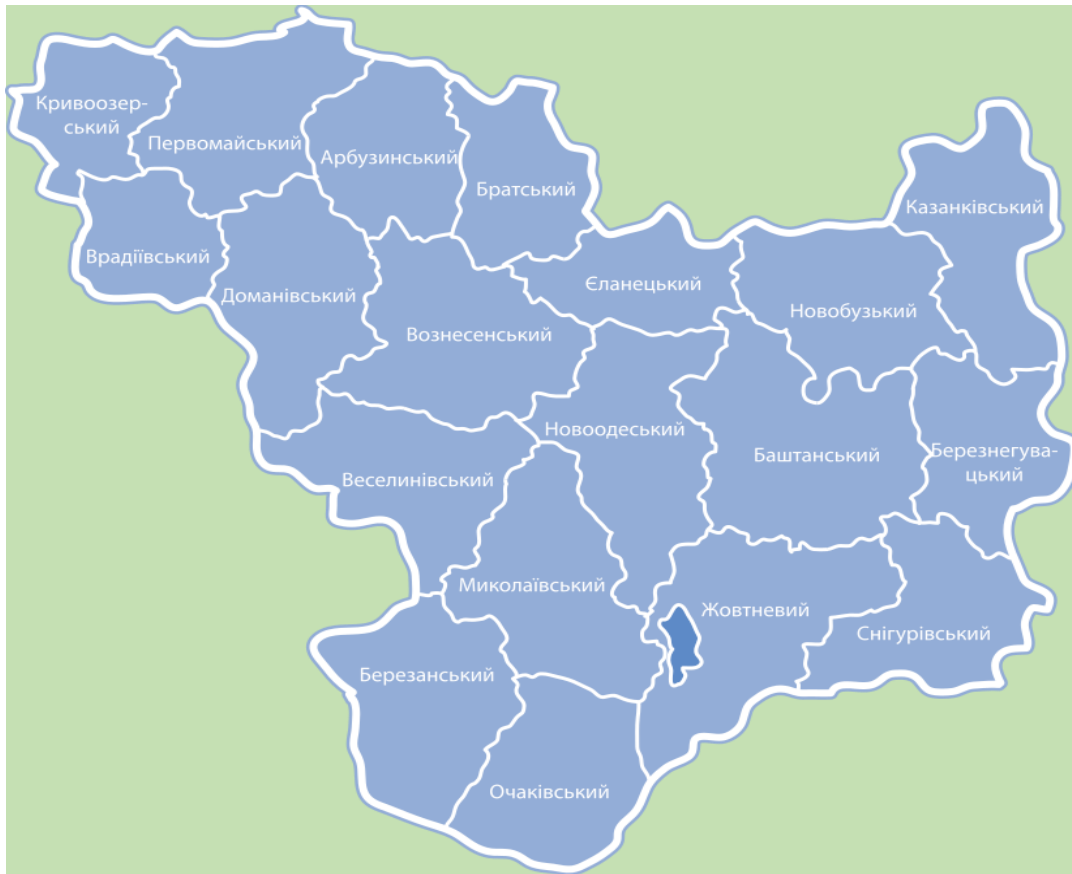 Кривоозер-
ський
Первомайський
Арбузинський
Братський
Казанківський
Врадіївський
Доманівський
Єланецький
Новобузький
Вознесенський
Новоодеський
Баштанський
Березнегува-
цький
Веселинівський
Миколаївський
Жовтневий
Снігурівський
Березанський
Очаківський